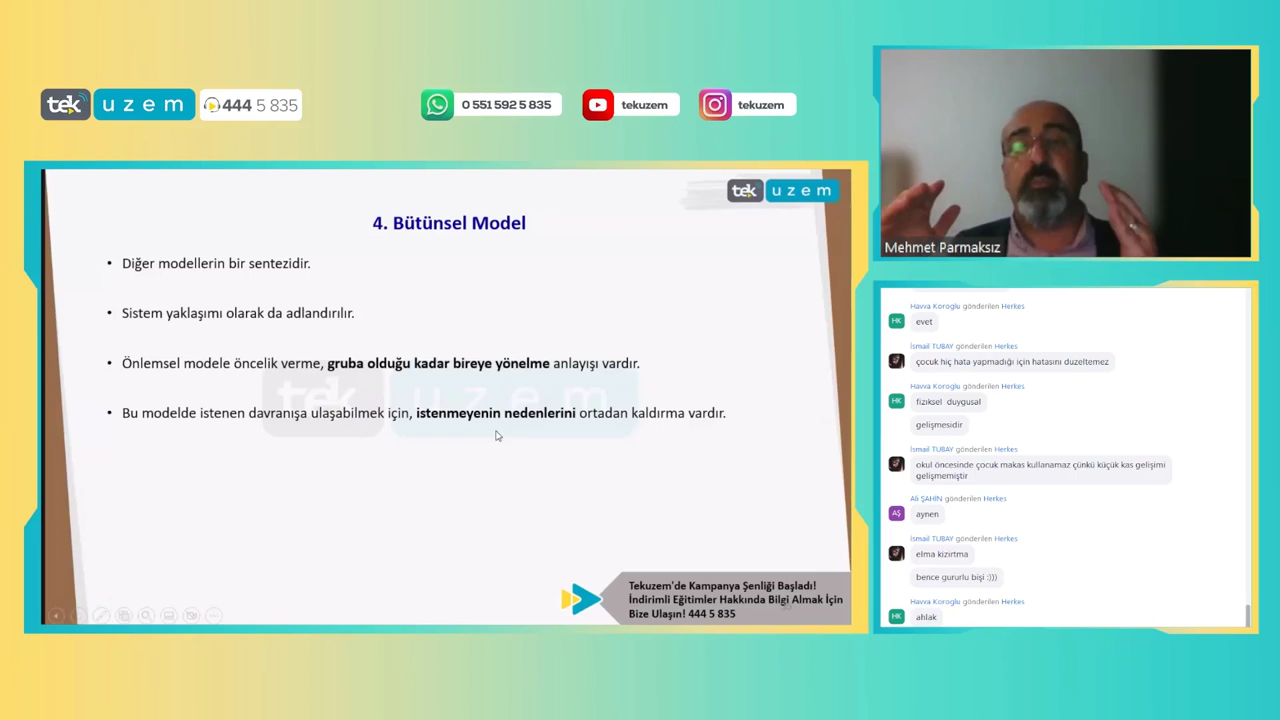 tek uzem 444 5 835
0 551 592 5 835
tekuzem
tekuzem
tek uzem
4. Bütünsel Model
• Diğer modellerin bir sentezidir.
• Sistem yaklaşımı olarak da adlandırılır.
• Önlemsel modele öncelik verme, gruba olduğu kadar bireye yönelme anlayışı vardır.
• Bu modelde istenen davranışa ulaşabilmek için, istenmeyenin nedenlerini ortadan kaldırma vardır.
tek uzem
Tekuzem'de Kampanya Şenliği Başladı!
İndirimli Eğitimler Hakkında Bilgi Almak İçin
Bize Ulaşın! 444 5 835
Mehmet Parmaksız
Havva Koroglu gönderilen Herkes
HK evet
İsmail TUBAY gönderilen Herkes
çocuk hiç hata yapmadığı için hatasını duzeltemez
Havva Koroglu gönderilen Herkes
HK fizıksel duygusal
gelişmesidir
İsmail TUBAY gönderilen Herkes
okul öncesinde çocuk makas kullanamaz çünkü küçük kas gelişimi
gelişmemiştir
Ali ŞAHİN gönderilen Herkes
AŞ aynen
İsmail TUBAY gönderilen Herkes
elma kizirtma
bence gururlu bişi :)))
Havva Koroglu gönderilen Herkes
HK ahlak